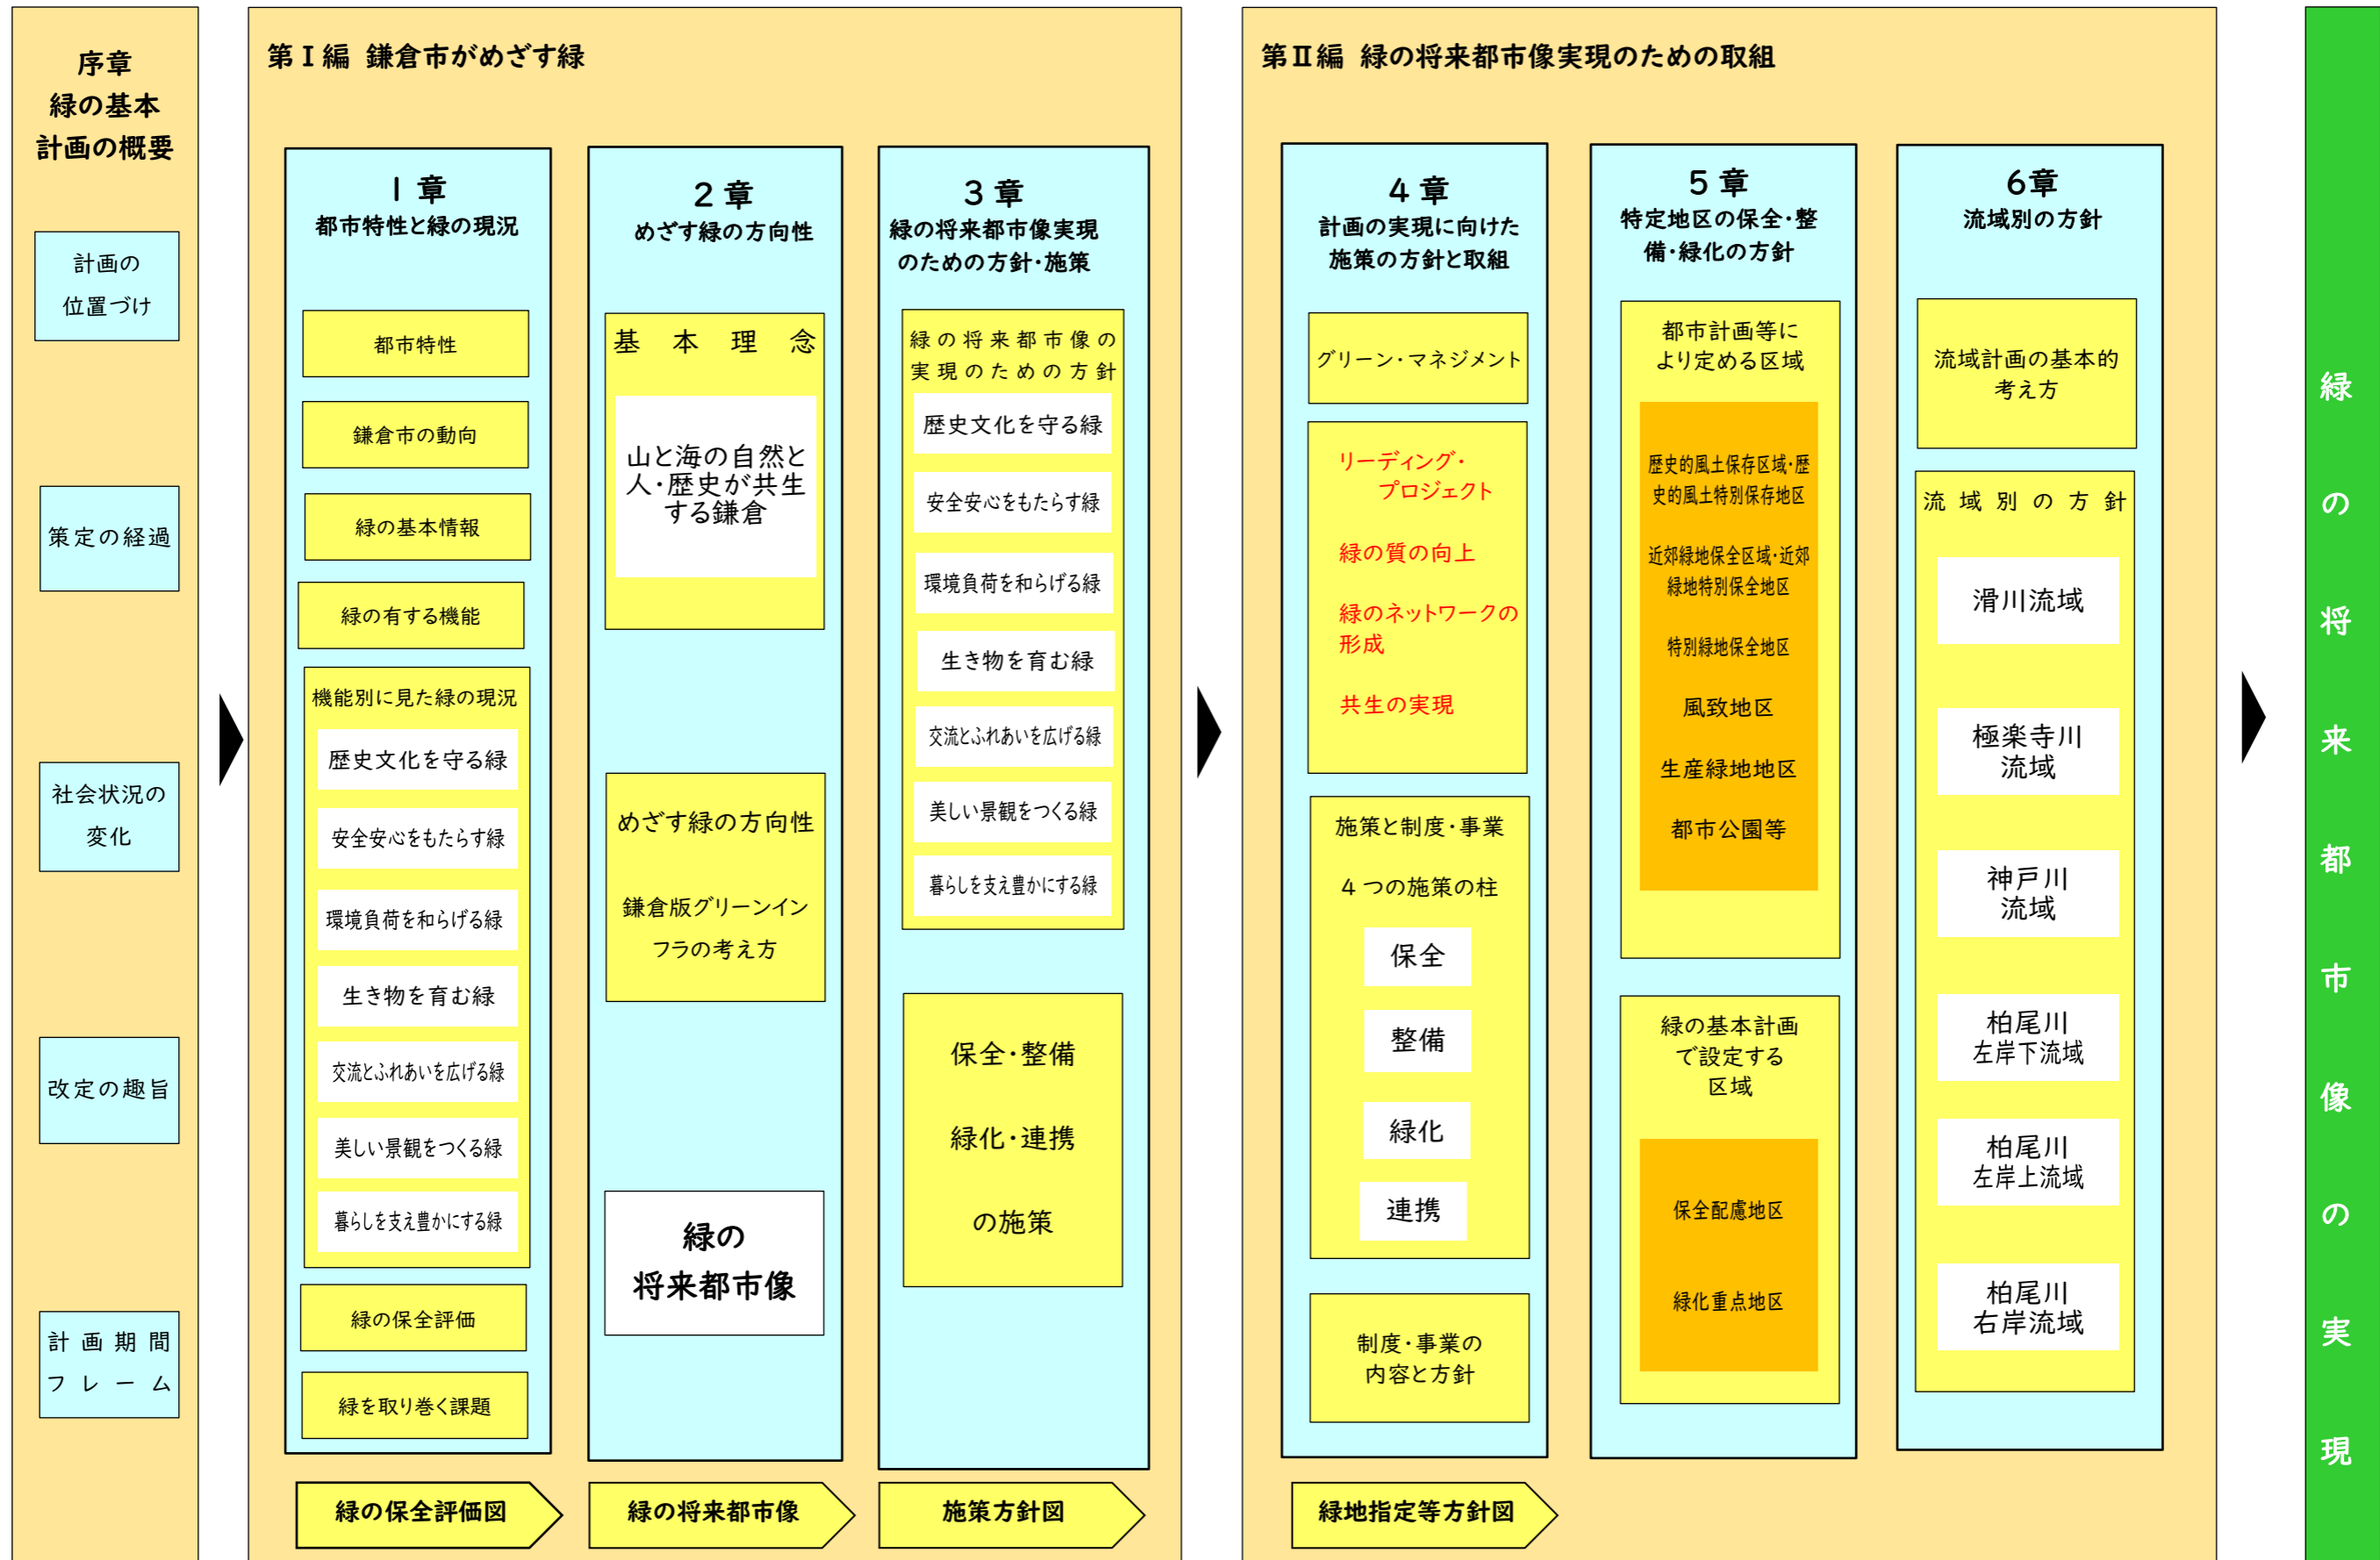 序章
緑の基本
計画の概要
計画の
位置づけ
策定の経過
社会状況の
変化
改定の趣旨
計画期間
フレーム
第Ⅰ編 鎌倉市がめざす緑
1章
都市特性と緑の現況
都市特性
鎌倉市の動向
緑の基本情報
緑の有する機能
機能別に見た緑の現況
歴史文化を守る緑
安全安心をもたらす緑
環境負荷を和らげる緑
生き物を育む緑
交流とふれあいを広げる緑
美しい景観をつくる緑
暮らしを支え豊かにする緑
緑の保全評価
緑を取り巻く課題
緑の保全評価図
2章
めざす緑の方向性
基本理念
山と海の自然と
人・歴史が共生
する鎌倉
めざす緑の方向性
鎌倉版グリーンイン
フラの考え方
緑の
将来都市像
緑の将来都市像
3章
緑の将来都市像実現
のための方針・施策
緑の将来都市像の
実現のための方針
歴史文化を守る緑
安全安心をもたらす緑
環境負荷を和らげる緑
生き物を育む緑
交流とふれあいを広げる緑
美しい景観をつくる緑
暮らしを支え豊かにする緑
保全・整備
緑化・連携
の施策
施策方針図
第Ⅱ編 緑の将来都市像実現のための取組
4章
計画の実現に向けた
施策の方針と取組
グリーン・マネジメント
リーディング・
プロジェクト
緑の質の向上
緑のネットワークの
形成
共生の実現
施策と制度・事業
4つの施策の柱
保全
整備
緑化
連携
制度・事業の
内容と方針
緑地指定等方針図
5章
特定地区の保全・整
備・緑化の方針
都市計画等に
より定める区域
歴史的風土保存区域・歴
史的風土特別保存地区
近郊緑地保全区域・近郊
緑地特別保全地区
特別緑地保全地区
風致地区
生産緑地地区
都市公園等
緑の基本計画
で設定する
区域
保全配慮地区
緑化重点地区
6章
流域別の方針
流域計画の基本的
考え方
流域別の方針
滑川流域
極楽寺川
流域
神戸川
流域
柏尾川
左岸下流域
柏尾川
左岸上流域
柏尾川
右岸流域
緑の将来都市像の実現